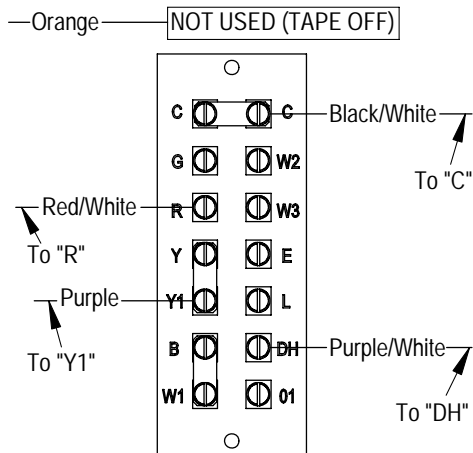 Orange NOT USED (TAPE OFF)
C C Black/White
G W2 To "C"
Red/White R W3
To "R" Y E
Purple Y1 L
To "Y1" B DH Purple/White
W1 01 To "DH"